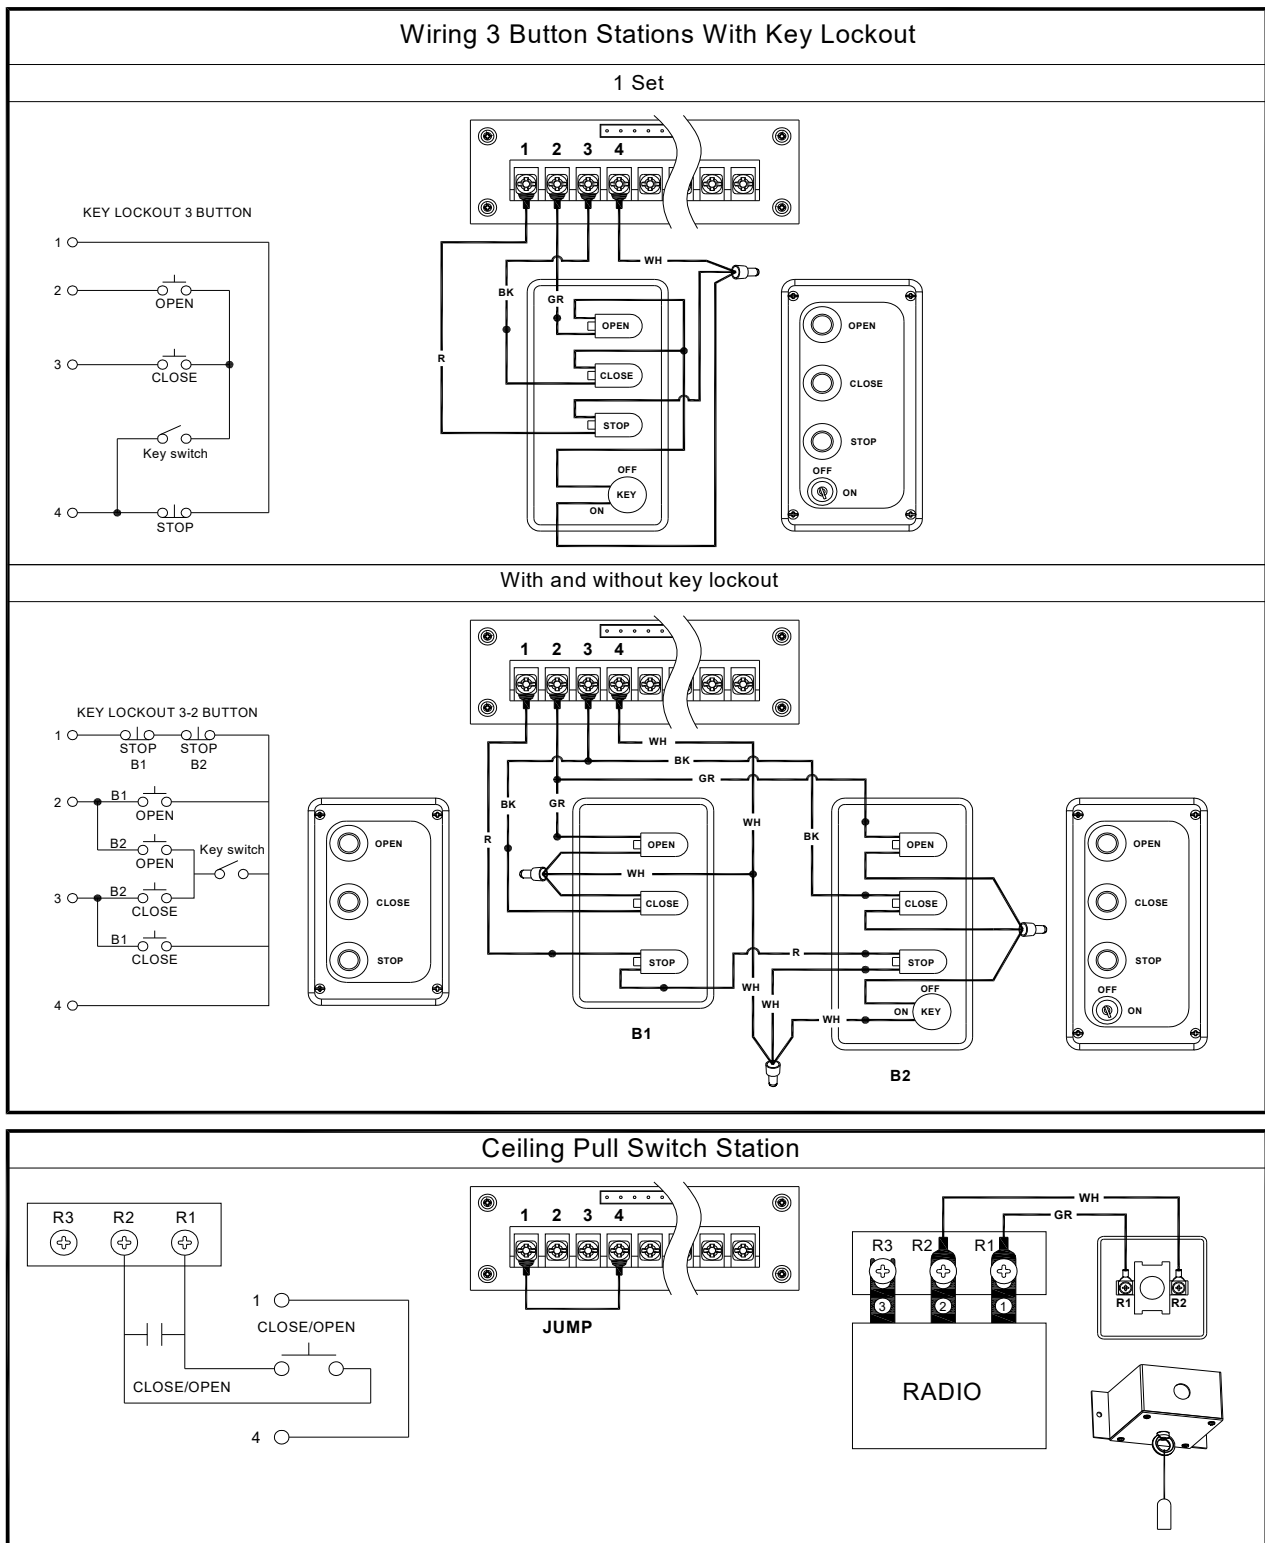 Wiring 3 Button Stations With Key Lockout
1 Set
1 2 3 4
KEY LOCKOUT 3 BUTTON
1
2
OPEN
3
CLOSE
Key switch
4
STOP
WH
BK
GR
R
OPEN
CLOSE
STOP
OFF
KEY
ON
OPEN
CLOSE
STOP
OFF
ON
With and without key lockout
1 2 3 4
KEY LOCKOUT 3-2 BUTTON
1
STOP STOP
B1 B2
2
B1
OPEN
B2
OPEN
Key switch
3
B2
CLOSE
B1
CLOSE
4
OPEN
CLOSE
STOP
WH
BK
GR
BK
GR
R
WH
BK
OPEN
WH
CLOSE
STOP
R
WH
WH
WH
B1
OPEN
CLOSE
STOP
OFF
ON
KEY
B2
OPEN
CLOSE
STOP
OFF
ON
Ceiling Pull Switch Station
R3 R2 R1
1
CLOSE/OPEN
CLOSE/OPEN
4
1 2 3 4
JUMP
WH
GR
R3 R2 R1
3 2 1
RADIO
R1 R2